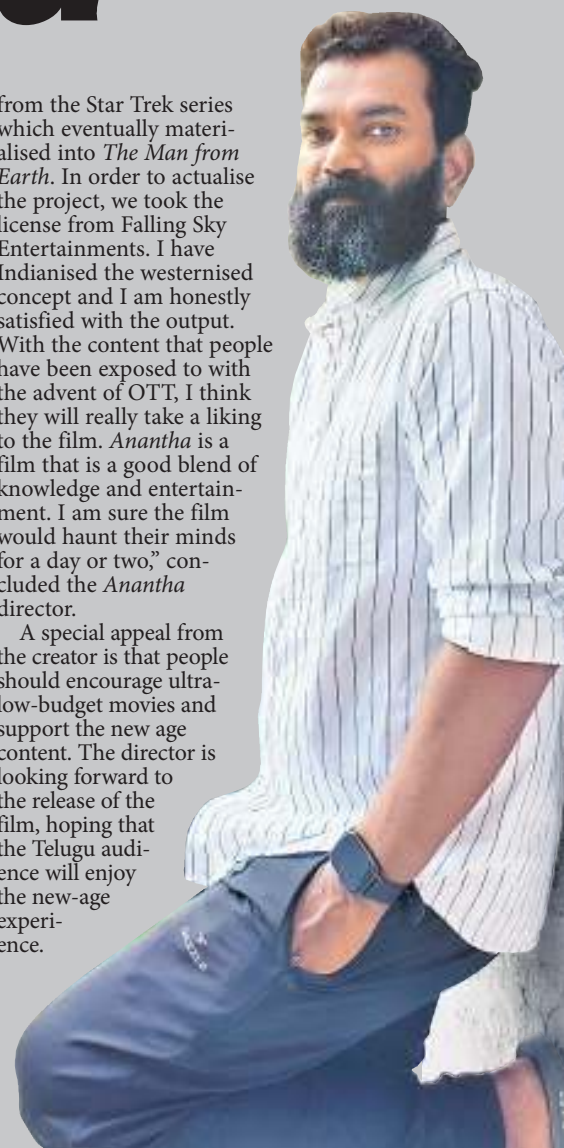 from the Star Trek series
which eventually materi-
alised into The Man from
Earth. In order to actualise
the project, we took the
license from Falling Sky
Entertainments. I have
Indianised the westernised
concept and I am honestly
satisfied with the output.
With the content that people
have been exposed to with
the advent of OTT, I think
they will really take a liking
to the film. Anantha is a
film that is a good blend of
knowledge and entertain-
ment. I am sure the film
would haunt their minds
for a day or two,” con-
cluded the Anantha
director.
A special appeal from
the creator is that people
should encourage ultra-
low-budget movies and
support the new age
content. The director is
looking forward to
the release of the
film, hoping that
the Telugu audi-
ence will enjoy
the new-age
experi-
ence.